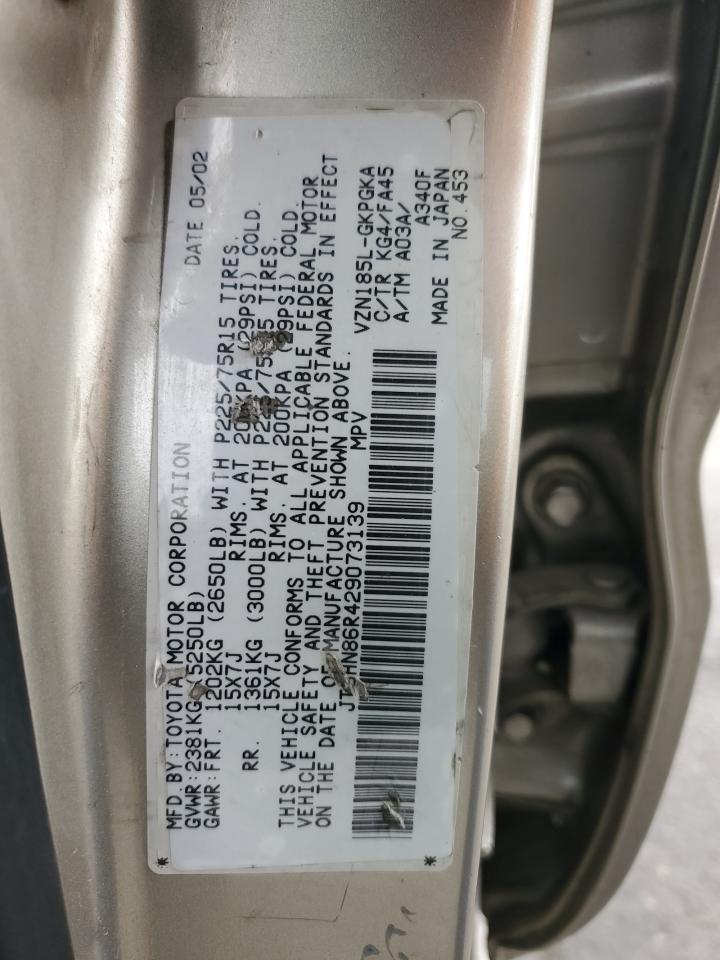 MFD. BY: TOYOTA MOTOR CORPORATION DATE 05/02
GVWR: 2381KG (5250LB)
GAWR: FRT. 1202KG (2650LB) WITH P225/75R15 TIRES.
15X7J RIMS. AT 200KPA (29PSI) COLD.
RR. 1361KG (3000LB) WITH TIRES.
15X7J RIMS. AT 200KPA (29PSI) COLD.
THIS VEHICLE CONFORMS TO ALL APPLICABLE FEDERAL MOTOR
VEHICLE SAFETY AND THEFT PREVENTION STANDARDS IN EFFECT
ON THE DATE OF MANUFACTURE SHOWN ABOVE.
MPV
VZN185L-GKPGKA
C/TR KG4/FA45
A/TM A03A/
A340F
MADE IN JAPAN
NO. 453